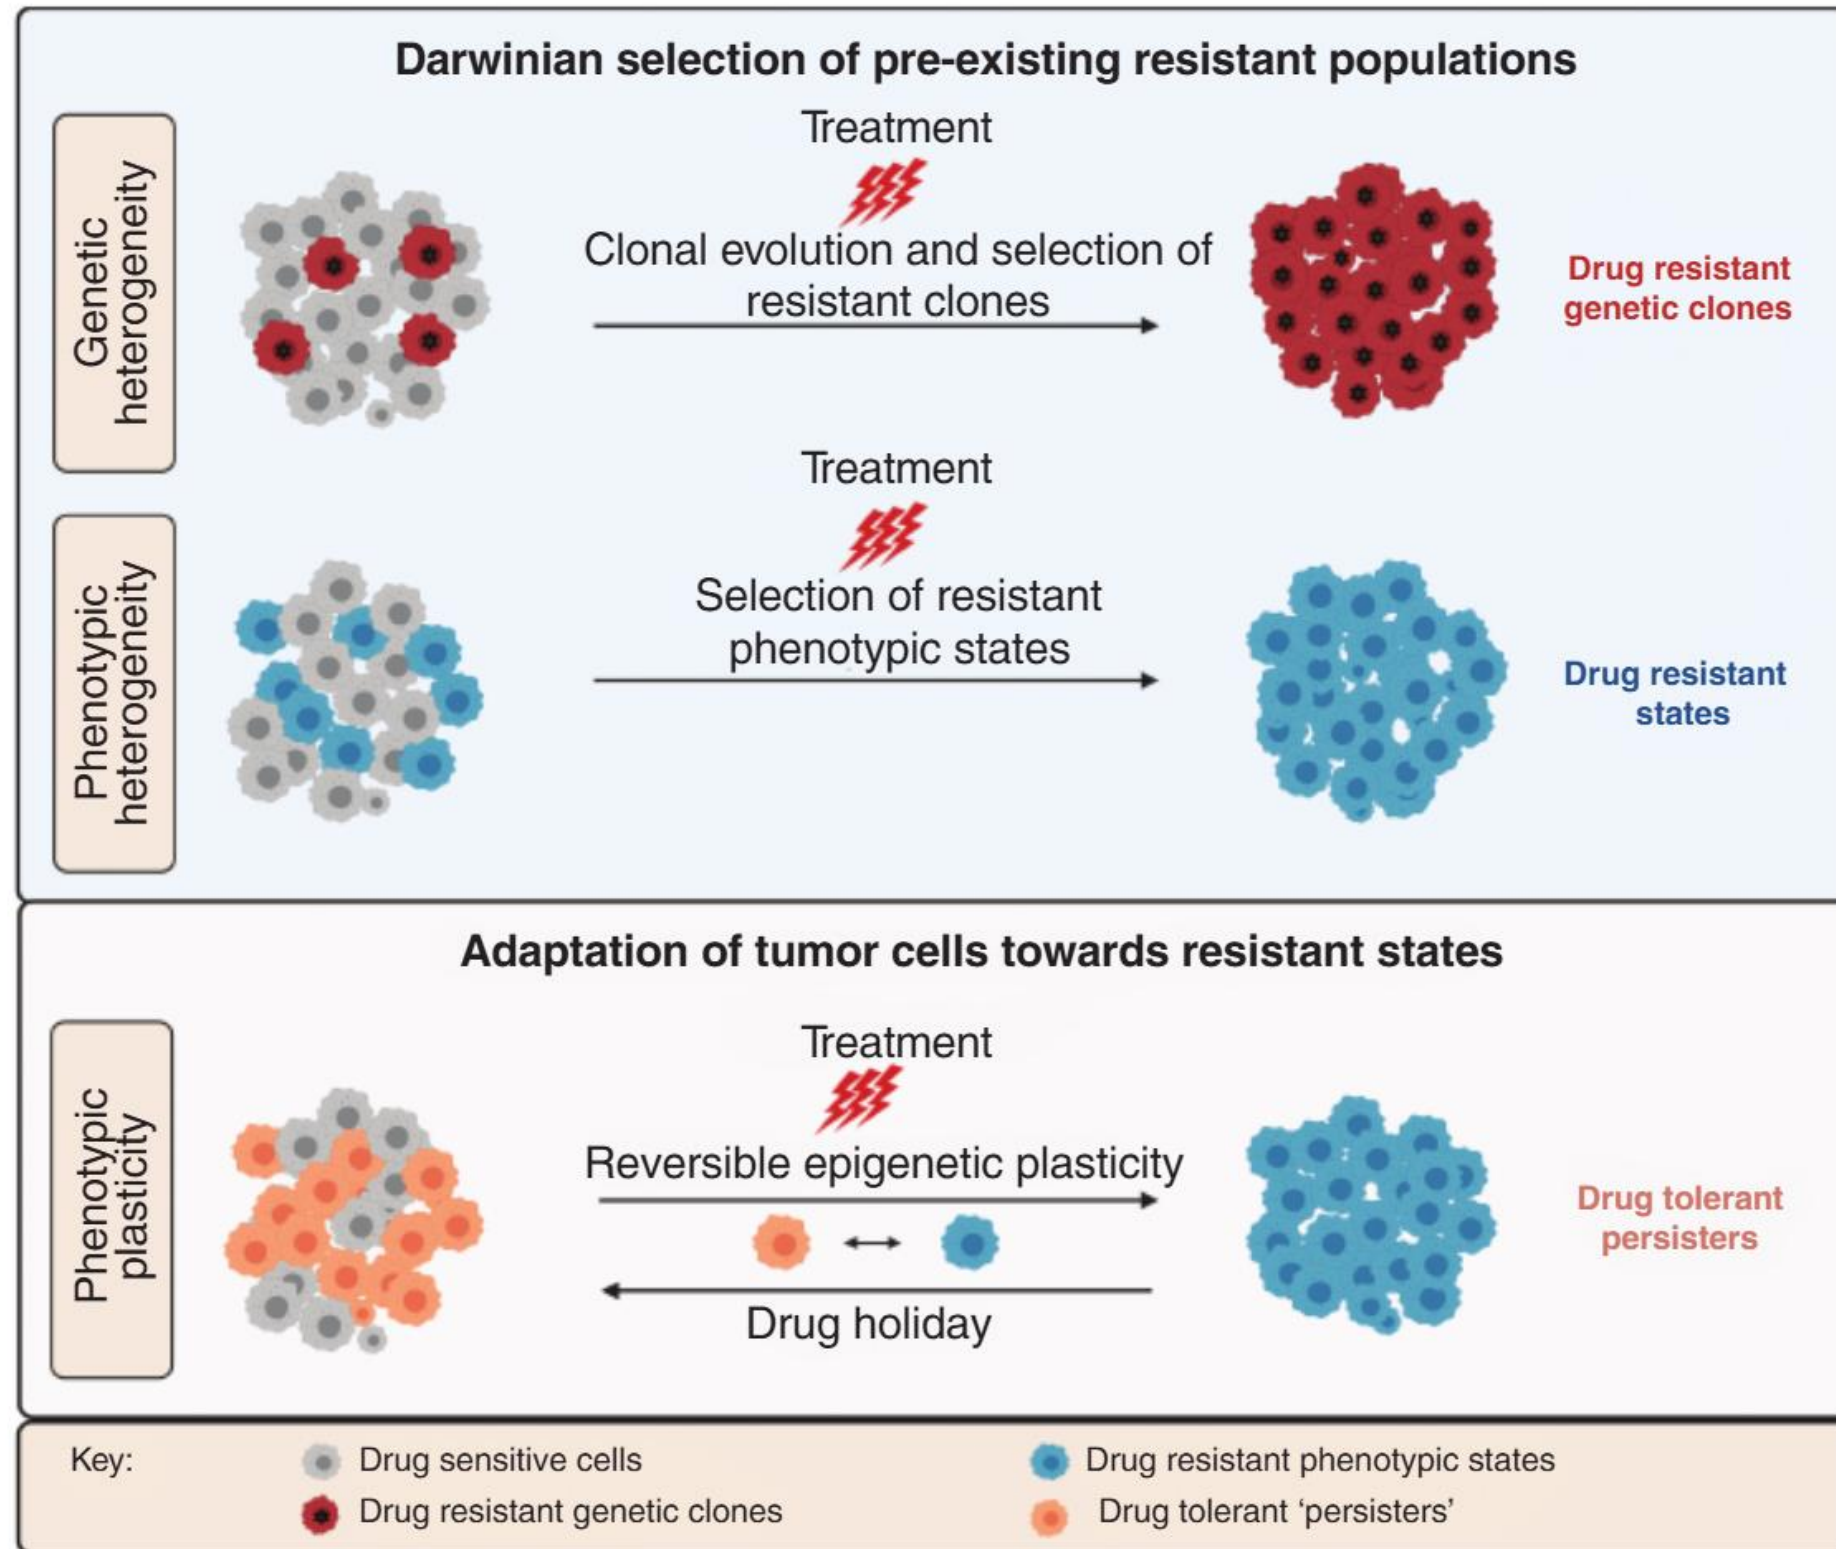 Darwinian selection of pre-existing resistant populations
Genetic
heterogeneity
Treatment
Clonal evolution and selection of
resistant clones
Drug resistant
genetic clones
Phenotypic
heterogeneity
Treatment
Selection of resistant
phenotypic states
Drug resistant
states
Adaptation of tumor cells towards resistant states
Phenotypic
plasticity
Treatment
Reversible epigenetic plasticity
Drug holiday
Drug tolerant
persisters
Key:
Drug sensitive cells
Drug resistant phenotypic states
Drug resistant genetic clones
Drug tolerant ‘persisters’